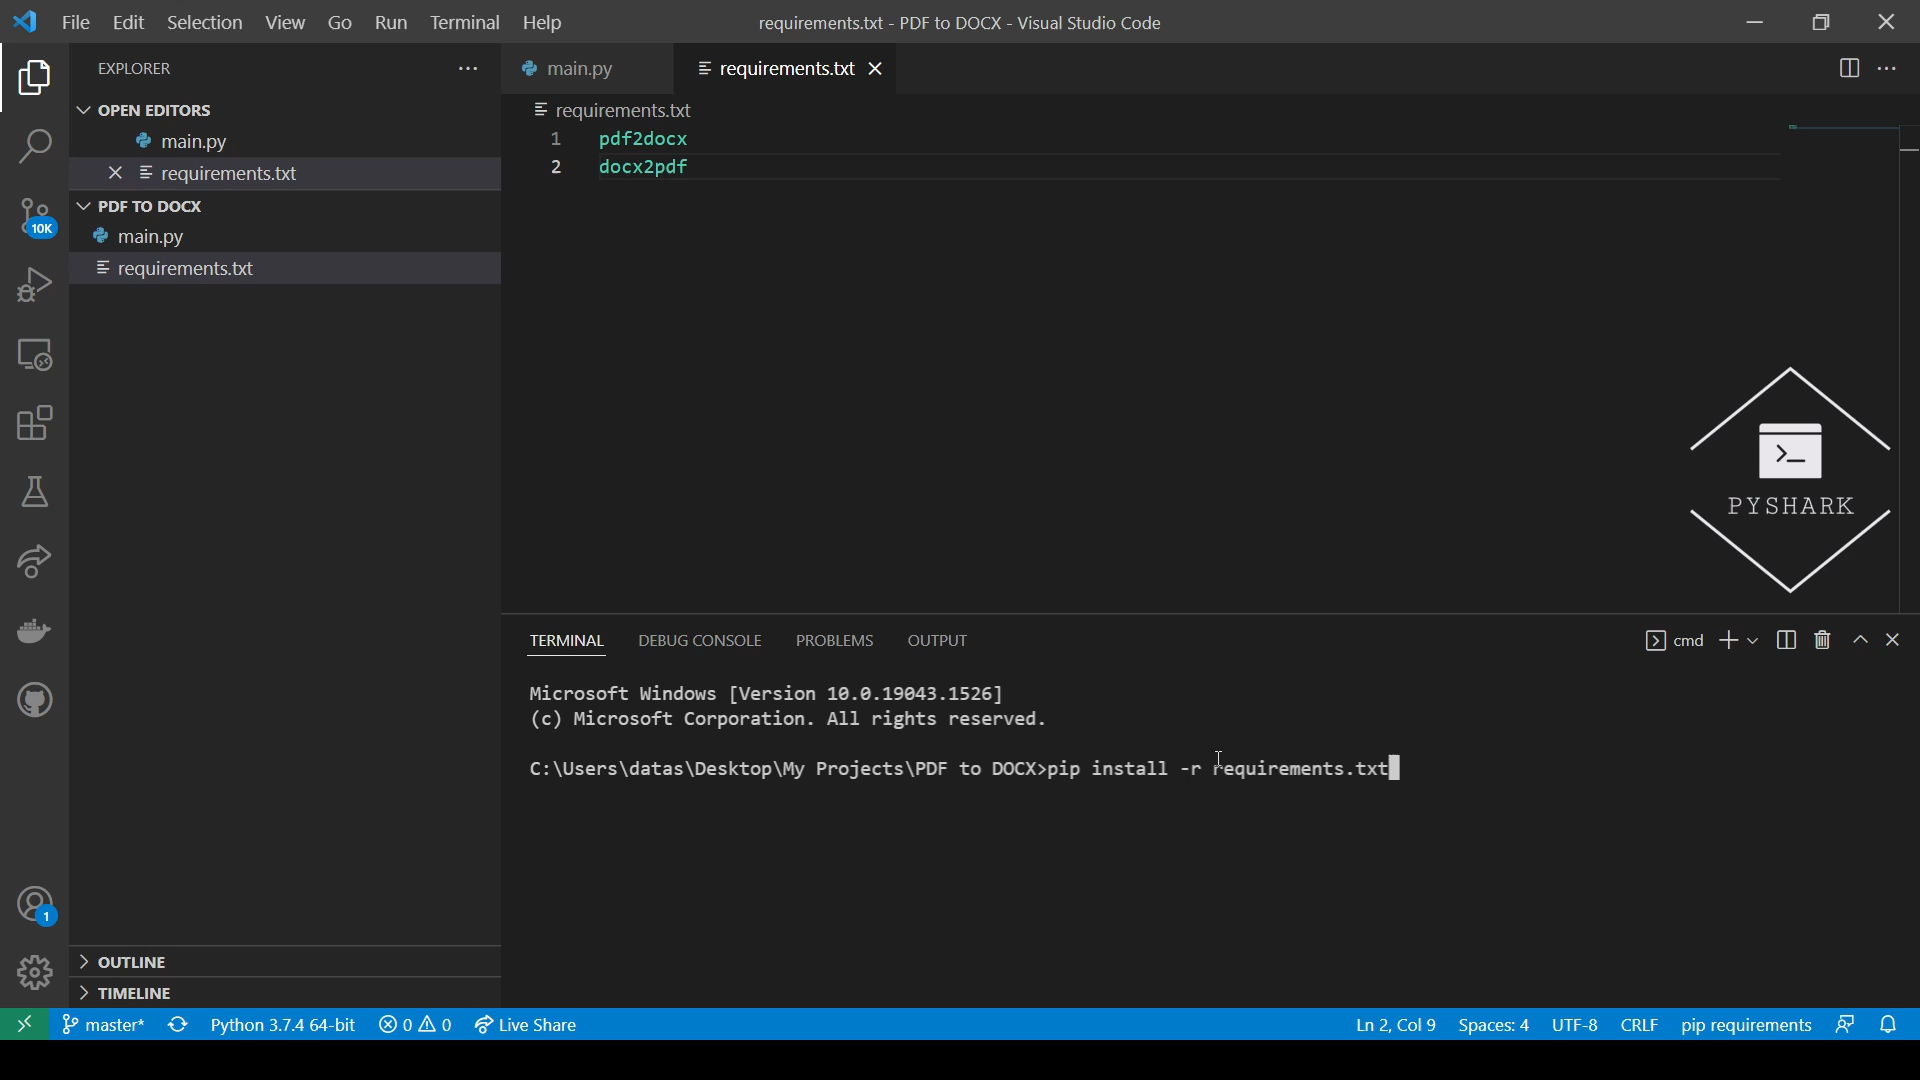 File Edit Selection View Go Run Terminal Help
requirements.txt - PDF to DOCX - Visual Studio Code
EXPLORER
OPEN EDITORS
main.py
requirements.txt
PDF TO DOCX
main.py
requirements.txt
10K
1
OUTLINE
TIMELINE
main.py requirements.txt
requirements.txt
1 pdf2docx
2 docx2pdf
>_
PYSHARK
TERMINAL DEBUG CONSOLE PROBLEMS OUTPUT
cmd
Microsoft Windows [Version 10.0.19043.1526]
(c) Microsoft Corporation. All rights reserved.
C:\Users\datas\Desktop\My Projects\PDF to DOCX>pip install -r requirements.txt
master* Python 3.7.4 64-bit 0 0 Live Share Ln 2, Col 9 Spaces: 4 UTF-8 CRLF pip requirements